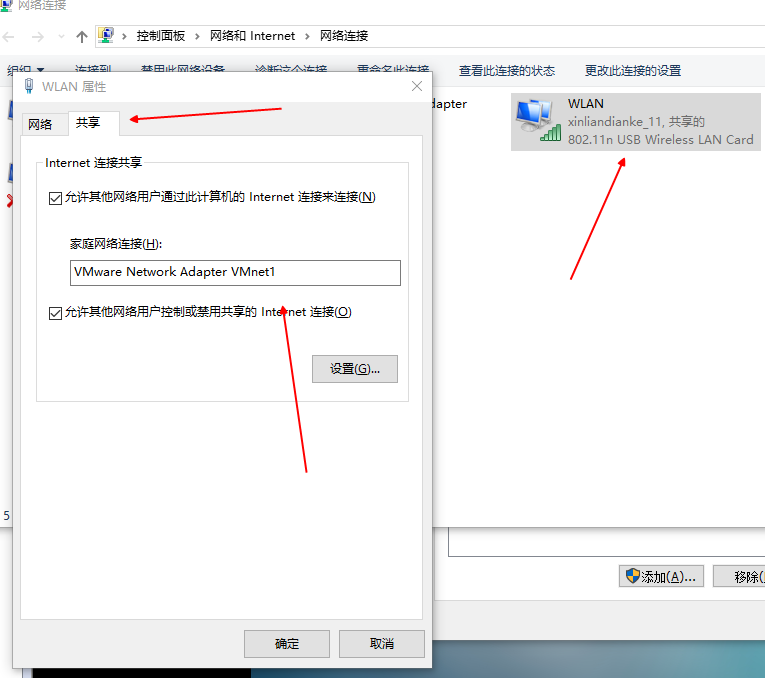 网络连接
控制面板 网络和 Internet 网络连接
组织 连接到 禁用此网络设备 诊断这个连接 重命名此连接 查看此连接的状态 更改此连接的设置
WLAN 属性
网络 共享
dapter
WLAN
xinliandianke_11, 共享的
802.11n USB Wireless LAN Card
Internet 连接共享
允许其他网络用户通过此计算机的 Internet 连接来连接(N)
家庭网络连接(H):
VMware Network Adapter VMnet1
允许其他网络用户控制或禁用共享的 Internet 连接(O)
设置(G)...
5
添加(A)... 移除(
确定 取消